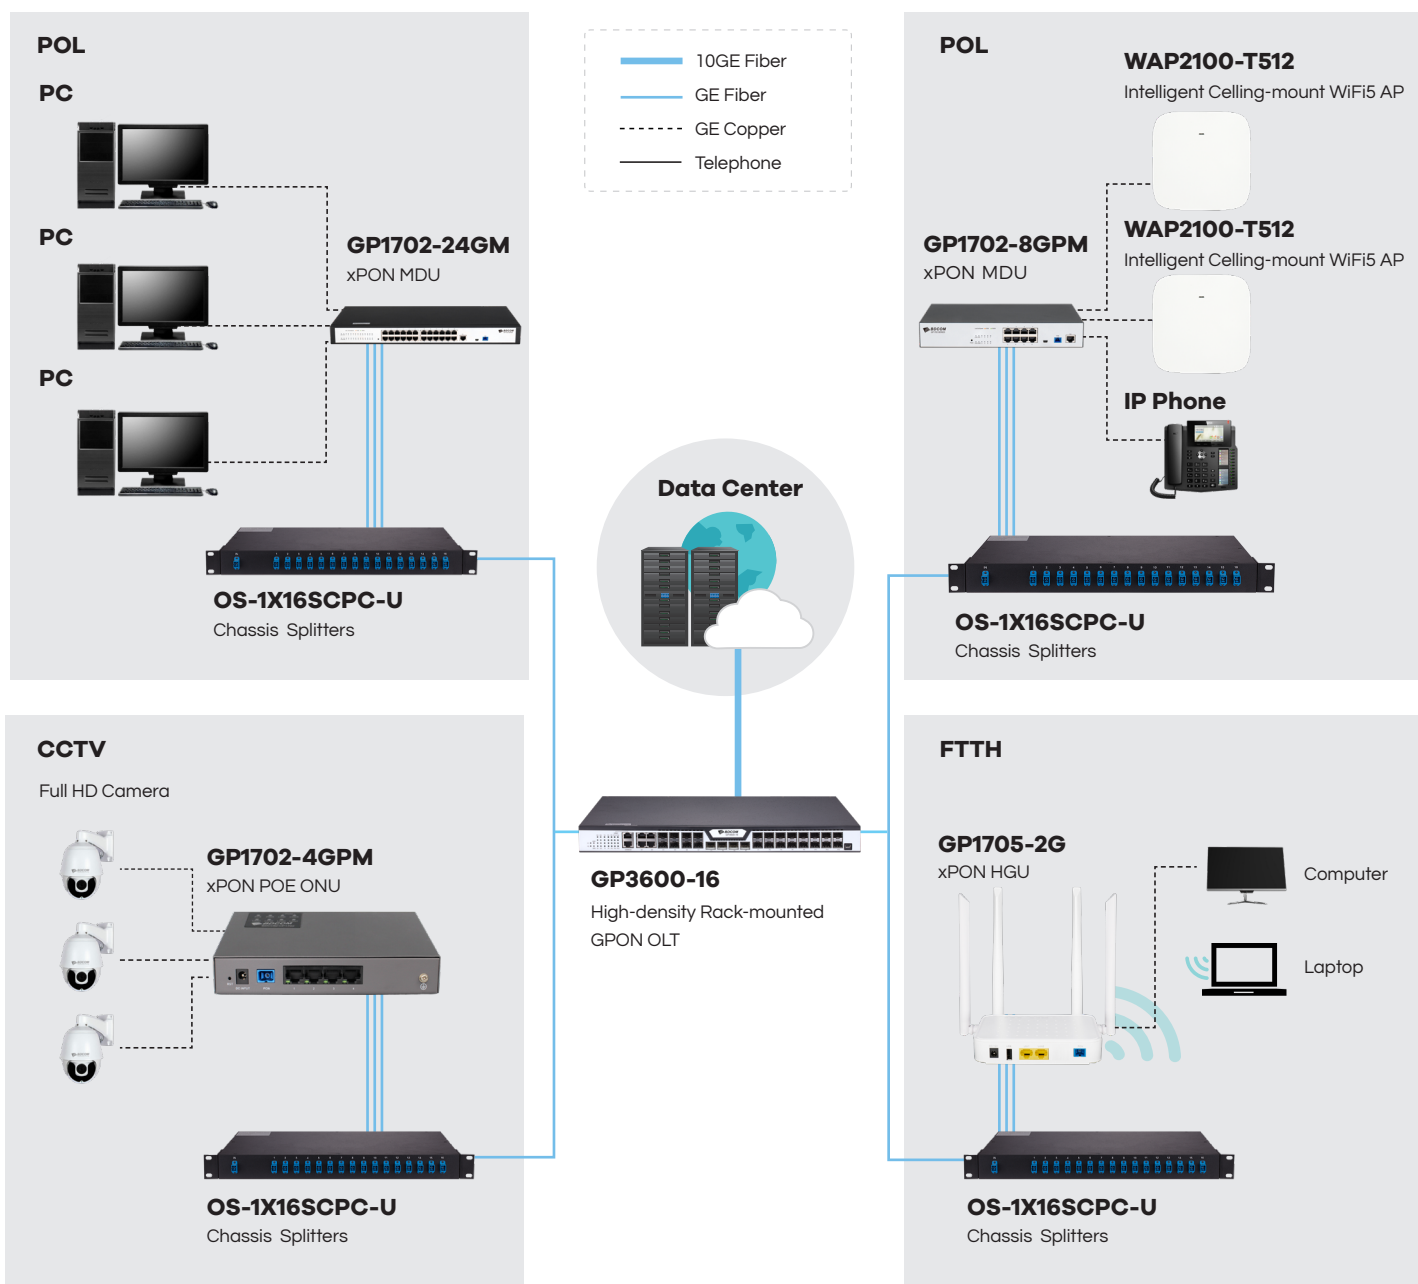 POL
PC
PC
PC
GP1702-24GM
xPON MDU
BDCOM
OS-1X16SCPC-U
Chassis Splitters
10GE Fiber
GE Fiber
GE Copper
Telephone
POL
WAP2100-T512
Intelligent Celling-mount WiFi5 AP
WAP2100-T512
Intelligent Celling-mount WiFi5 AP
GP1702-8GPM
xPON MDU
BDCOM
IP Phone
OS-1X16SCPC-U
Chassis Splitters
Data Center
CCTV
Full HD Camera
GP1702-4GPM
xPON POE ONU
OS-1X16SCPC-U
Chassis Splitters
BDCOM
GP3600-16
High-density Rack-mounted
GPON OLT
FTTH
GP1705-2G
xPON HGU
Computer
Laptop
OS-1X16SCPC-U
Chassis Splitters